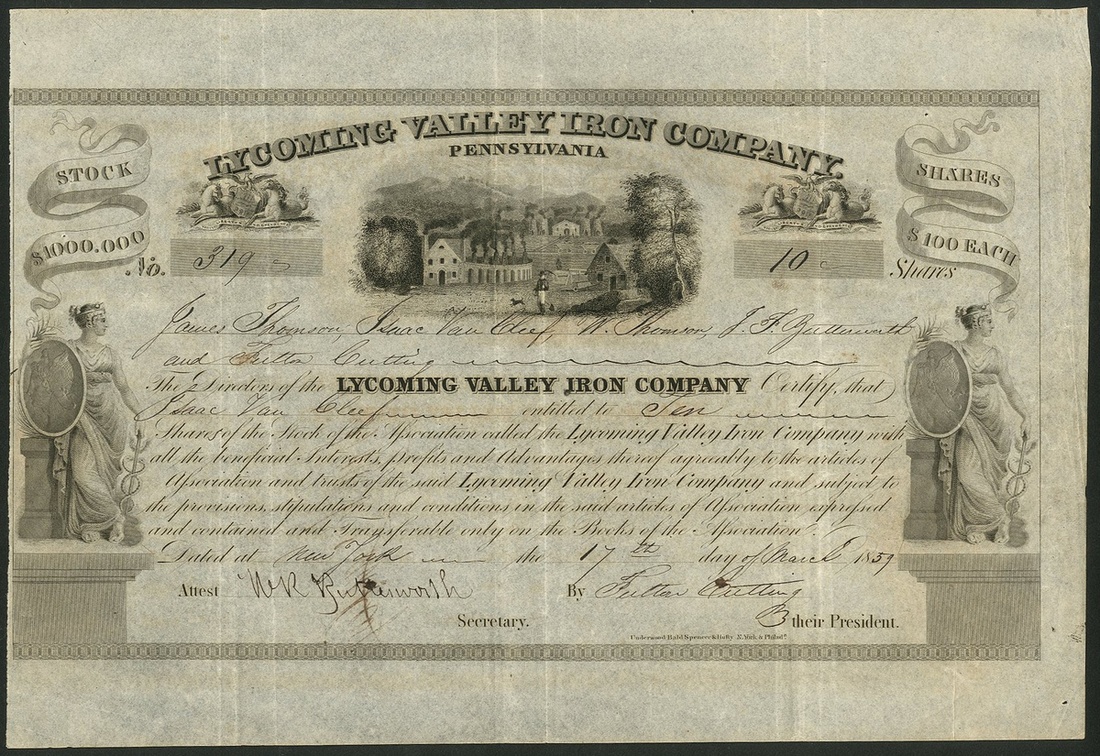 LYCOMING VALLEY IRON COMPANY.
PENNSYLVANIA
STOCK
$1000.000
SHARES
$100 EACH
No. 319
10 Shares
James Thomson, Isaac Van Cleef, W. Thomson, J. F. Butterworth
and Fulton Cutting
The Directors of the LYCOMING VALLEY IRON COMPANY Certify, that
Isaac Van Cleef entitled to Ten
Shares of the Stock of the Association called the Lycoming Valley Iron Company with
all the beneficial Interests, profits and Advantages thereof agreeably to the articles of
Association and trusts of the said Lycoming Valley Iron Company and subject to
the provisions, stipulations and conditions in the said articles of Association expressed
and contained and Transferable only on the Books of the Association.
Dated at New York the 17th day of March 1859
Attest W R Butterworth By Fulton Cutting
Secretary. their President.
Underwood Bald Spencer & Hufty N. York & Philada.